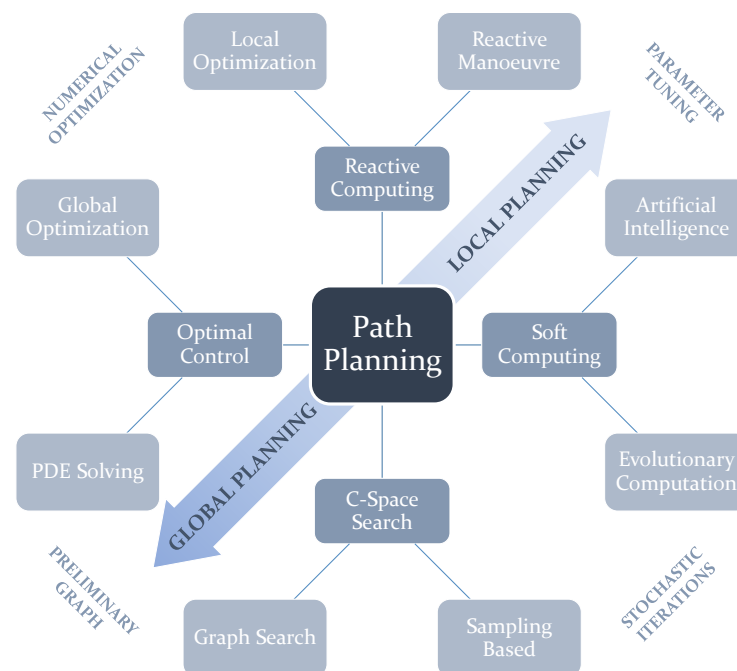 Local
Optimization
Reactive
Manoeuvre
NUMERICAL
OPTIMIZATION
PARAMETER
TUNING
Reactive
Computing
Global
Optimization
LOCAL PLANNING
Artificial
Intelligence
Optimal
Control
Path
Planning
Soft
Computing
PDE Solving
GLOBAL PLANNING
C-Space
Search
Evolutionary
Computation
PRELIMINARY
GRAPH
Graph Search
Sampling
Based
STOCHASTIC
ITERATIONS